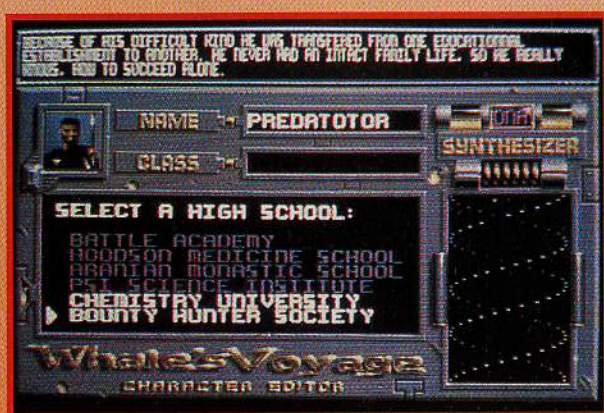 BECAUSE OF HIS DIFFICULT KIND HE WAS TRANSFERED FROM ONE EDUCATIONNAL
ESTABLISHMENT TO ANOTHER. HE NEVER HAD AN INTACT FAMILY LIFE. SO HE REALLY
KNOWS, HOW TO SUCCEED ALONE.
NAME PREDATOTOR
CLASS
DNA
SYNTHESIZER
SELECT A HIGH SCHOOL:
BATTLE ACADEMY
HOODSON MEDICINE SCHOOL
ARANIAN MONASTIC SCHOOL
PSI SCIENCE INSTITUTE
CHEMISTRY UNIVERSITY
BOUNTY HUNTER SOCIETY
Whale's Voyage
CHARACTER EDITOR